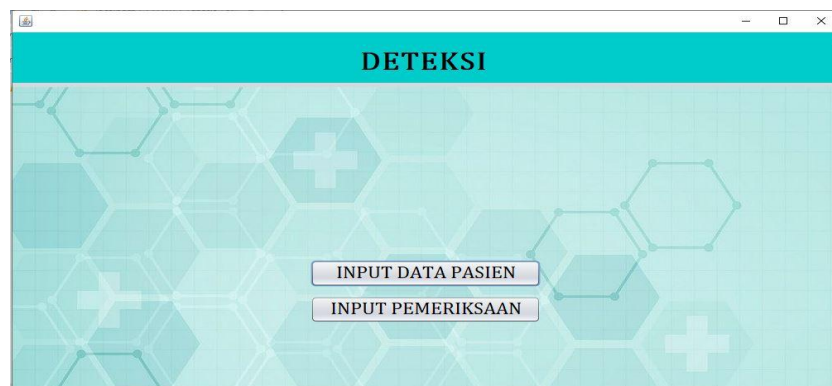 DETEKSI
INPUT DATA PASIEN
INPUT PEMERIKSAAN